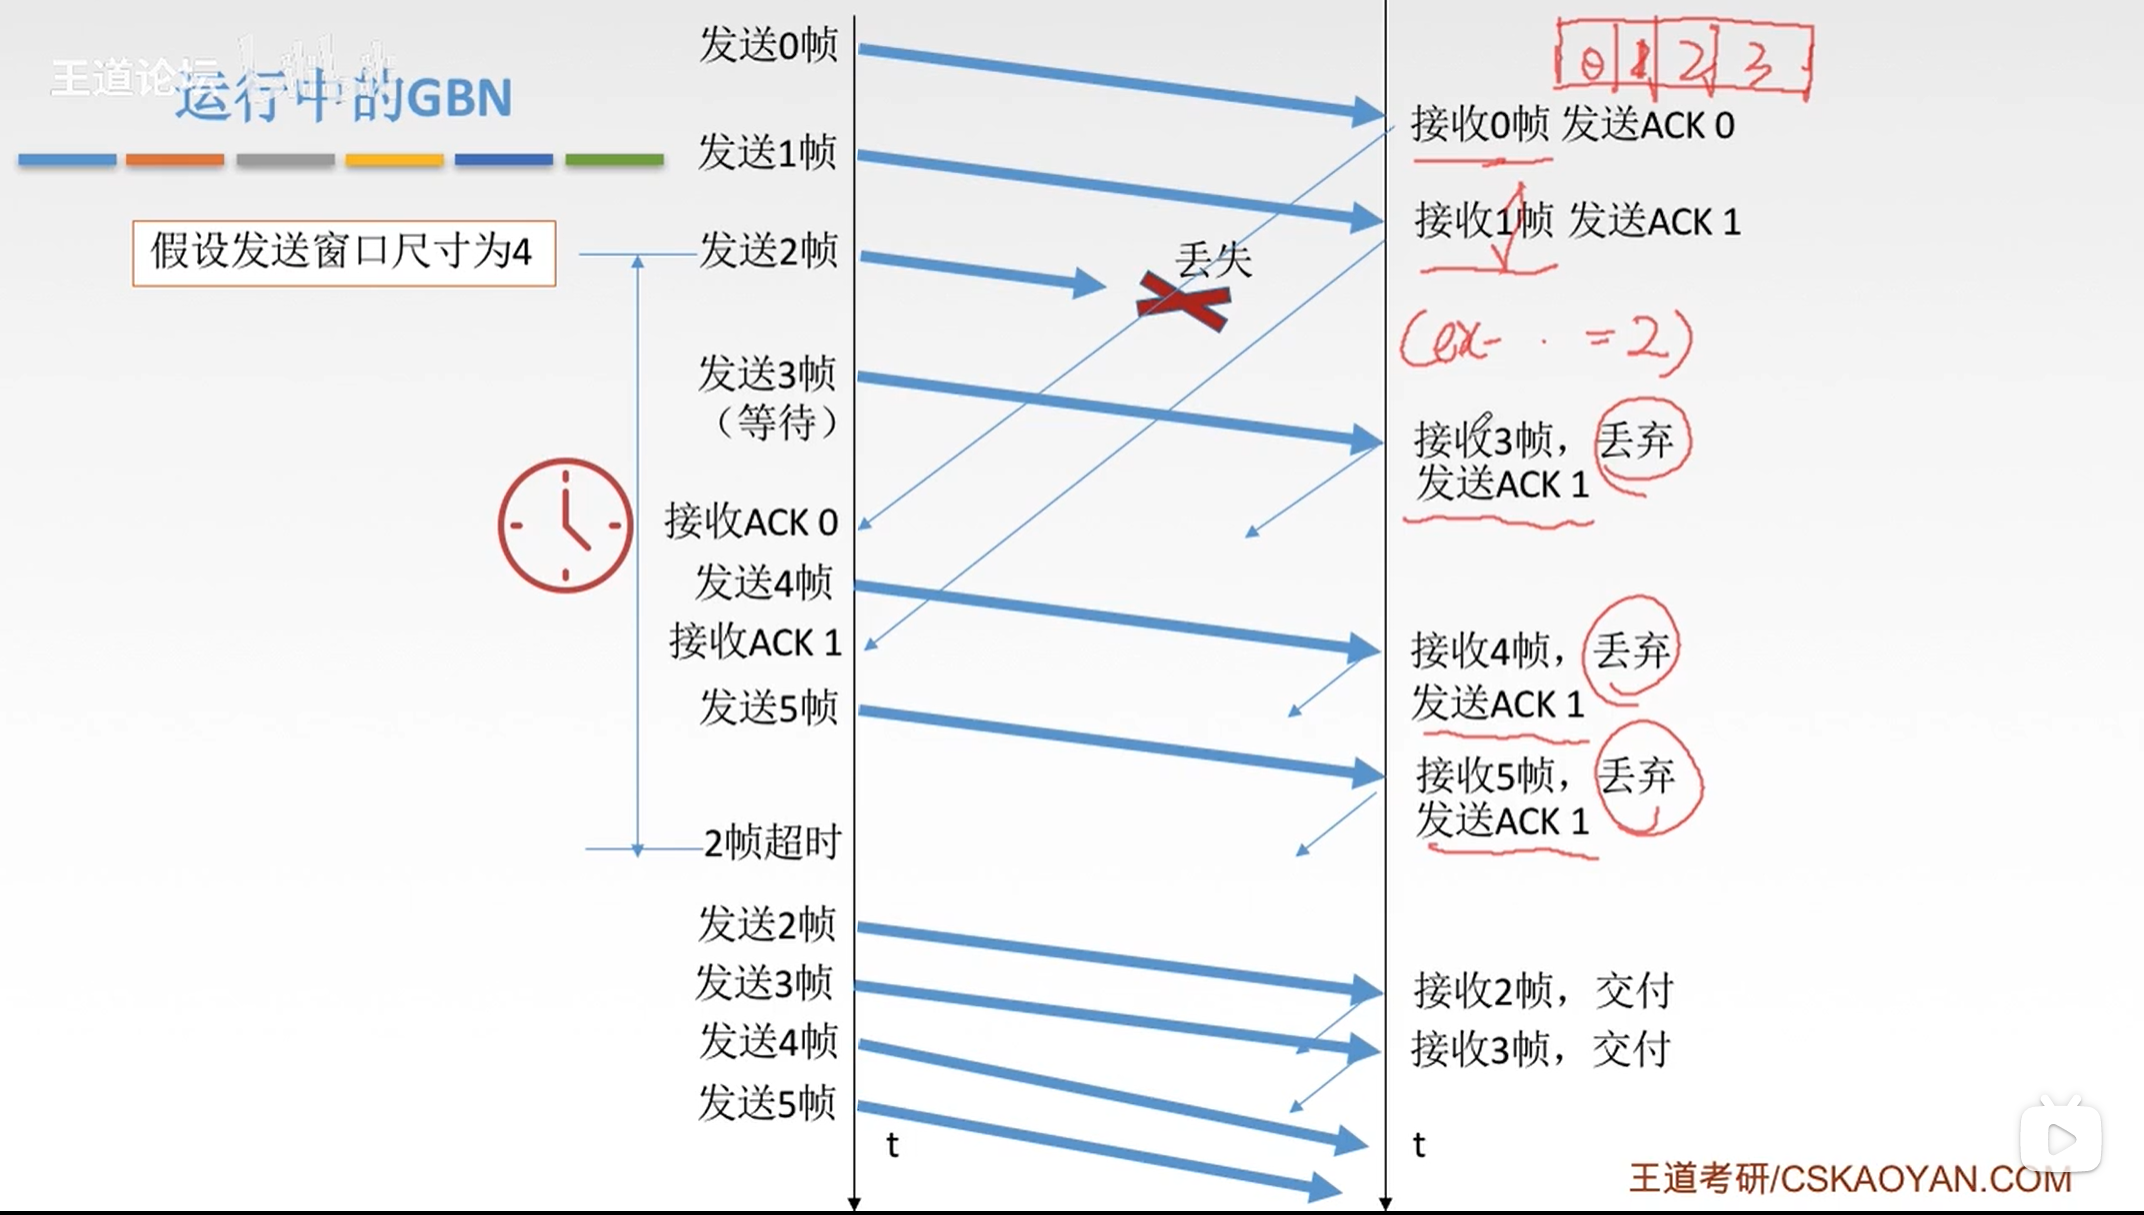 王道论坛
运行中的GBN
假设发送窗口尺寸为4
发送0帧
发送1帧
发送2帧
丢失
发送3帧
（等待）
接收ACK 0
发送4帧
接收ACK 1
发送5帧
2帧超时
发送2帧
发送3帧
发送4帧
发送5帧
t
0 1 2 3
接收0帧 发送ACK 0
接收1帧 发送ACK 1
(ex- · = 2)
接收3帧，丢弃
发送ACK 1
接收4帧，丢弃
发送ACK 1
接收5帧，丢弃
发送ACK 1
接收2帧，交付
接收3帧，交付
t
王道考研/CSKAOYAN.COM